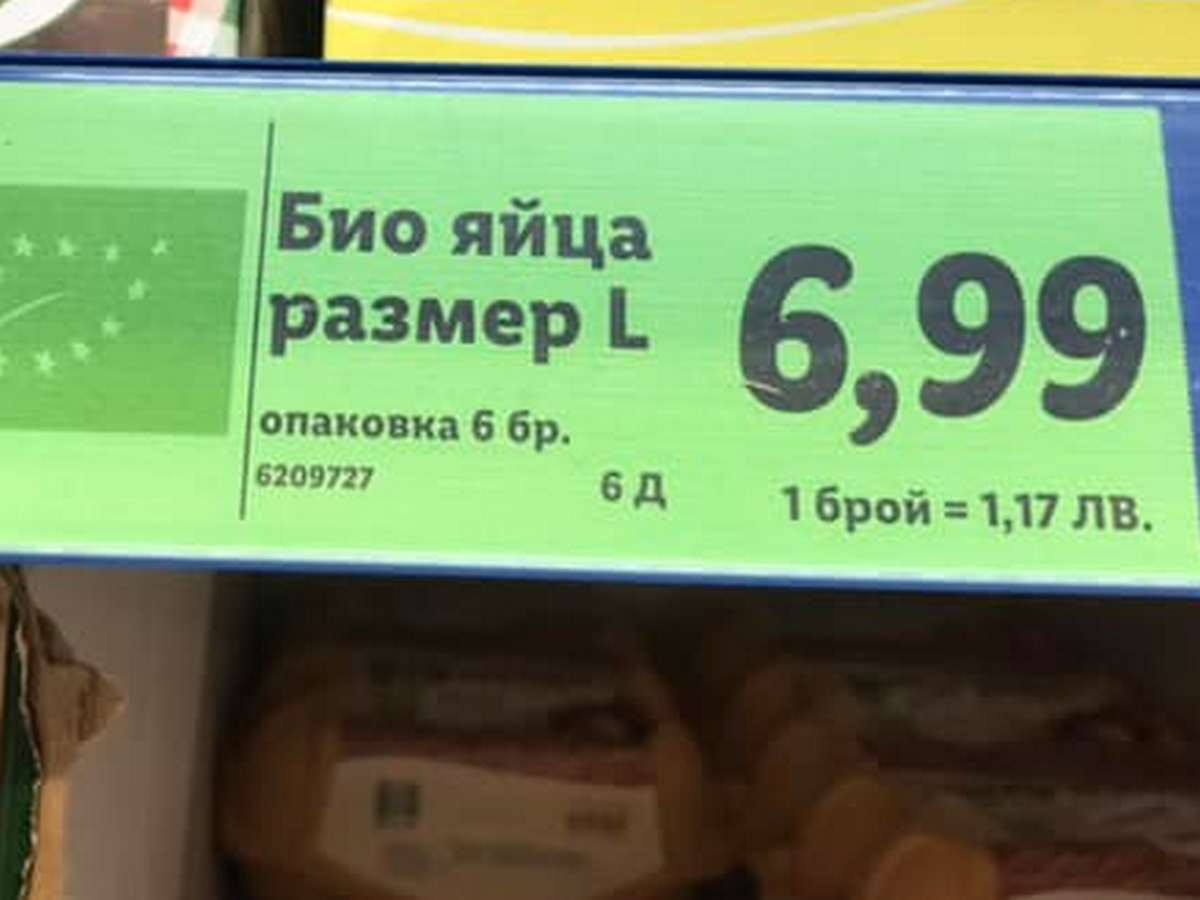 Био яйца
размер L
6,99
опаковка 6 бр.
6209727
6 Д
1 брой = 1,17 ЛВ.